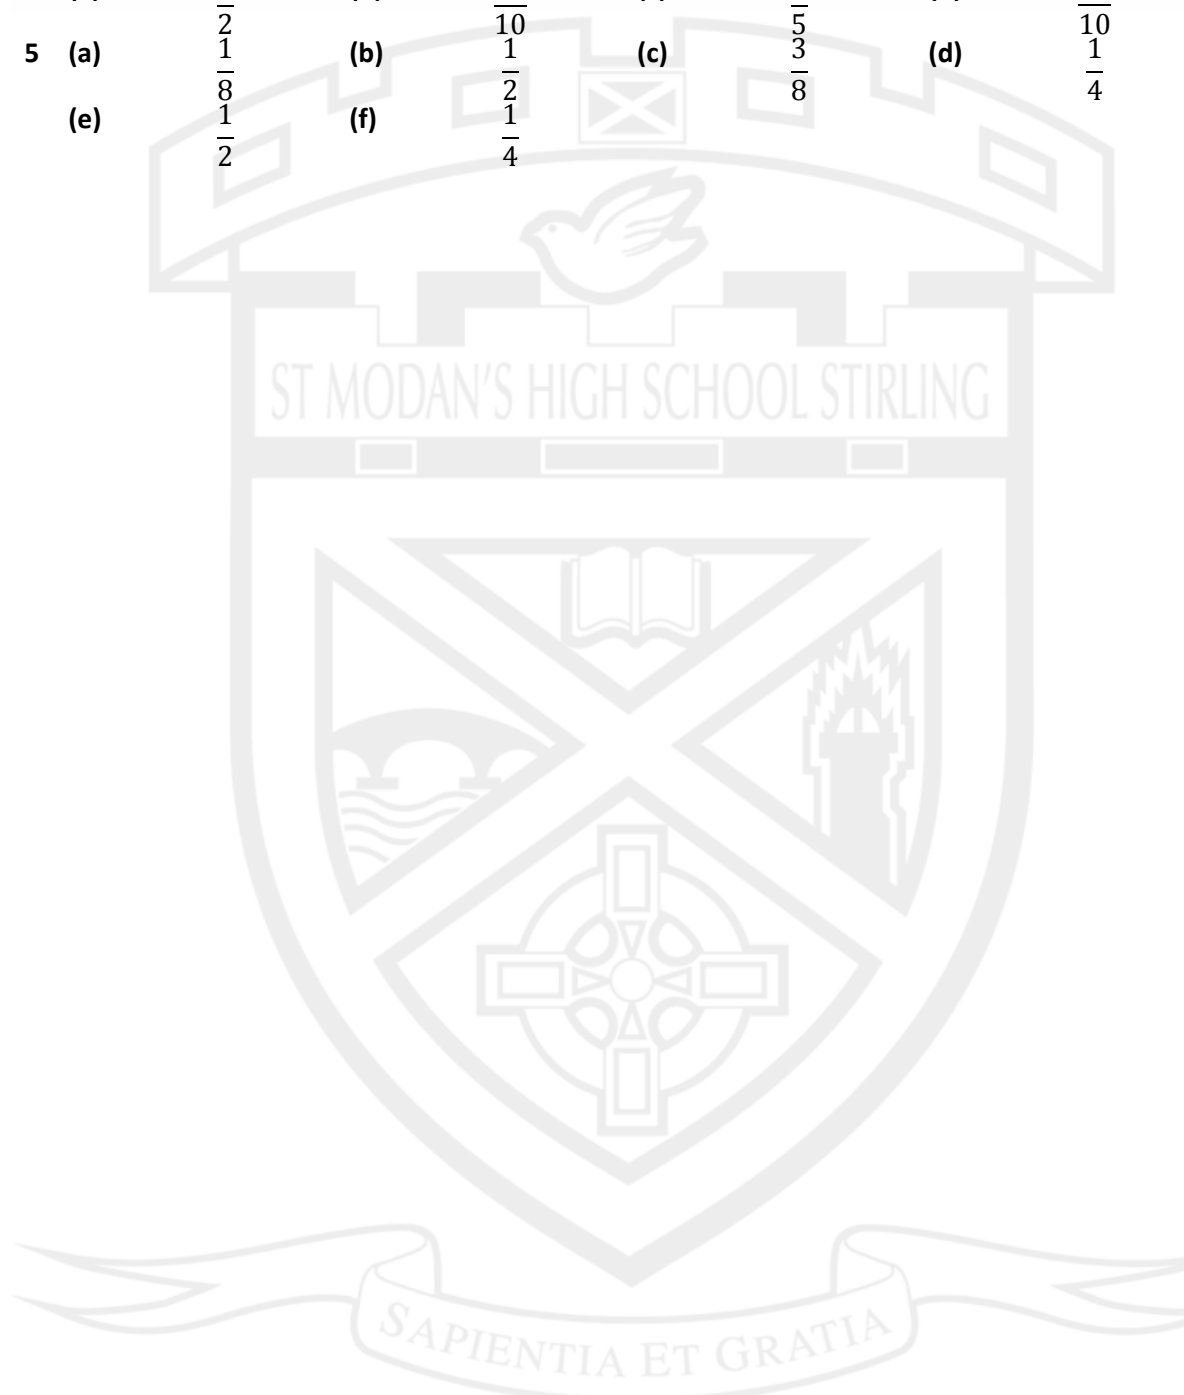 2 10 5 10
5 (a) 1/8 (b) 1/2 (c) 3/8 (d) 1/4
(e) 1/2 (f) 1/4
ST MODAN'S HIGH SCHOOL STIRLING
SAPIENTIA ET GRATIA